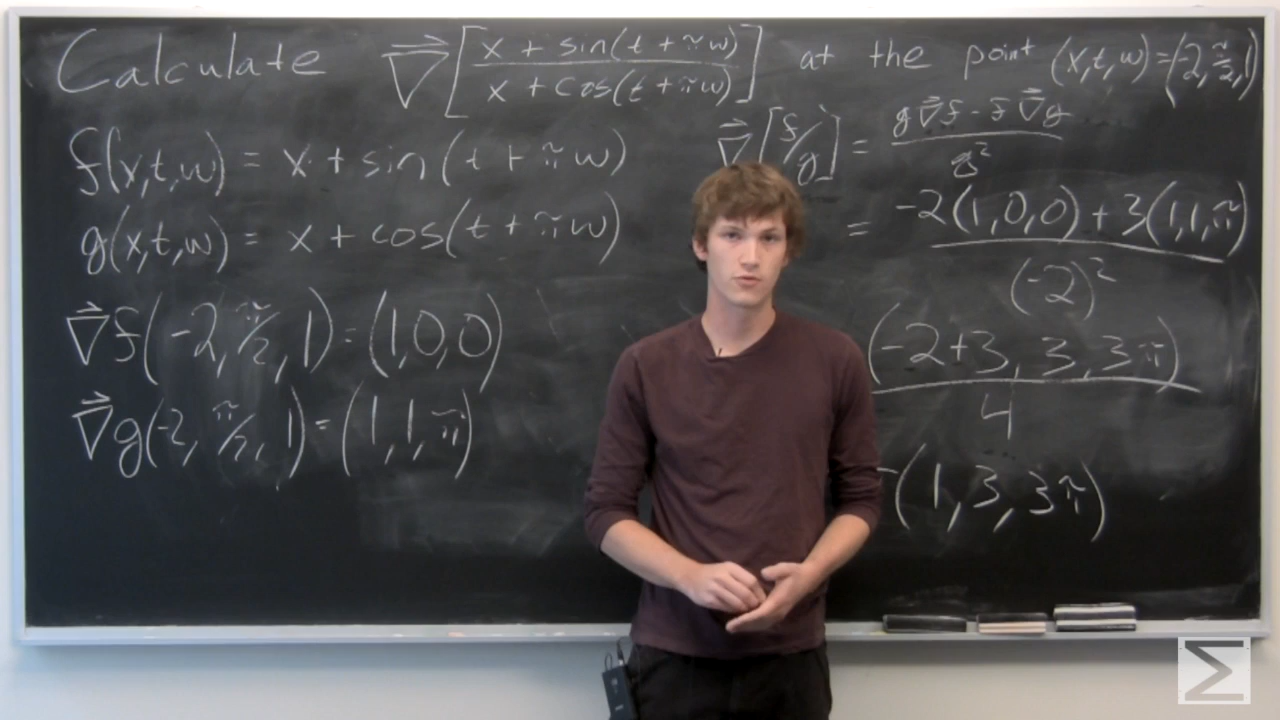 Calculate ∇⃗[(x + sin(t + πw))/(x + cos(t + πw))] at the point (x,t,w)=(-2,π/2,1)
f(x,t,w) = x + sin(t + πw)
g(x,t,w) = x + cos(t + πw)
∇⃗f(-2, π/2, 1) = (1,0,0)
∇⃗g(-2, π/2, 1) = (1,1,π)
∇⃗[f/g] = (g∇⃗f - f∇⃗g)/g²
= (-2(1,0,0) + 3(1,1,π))/(-2)²
(-2+3, 3, 3π)/4
(1,3,3π)
Σ